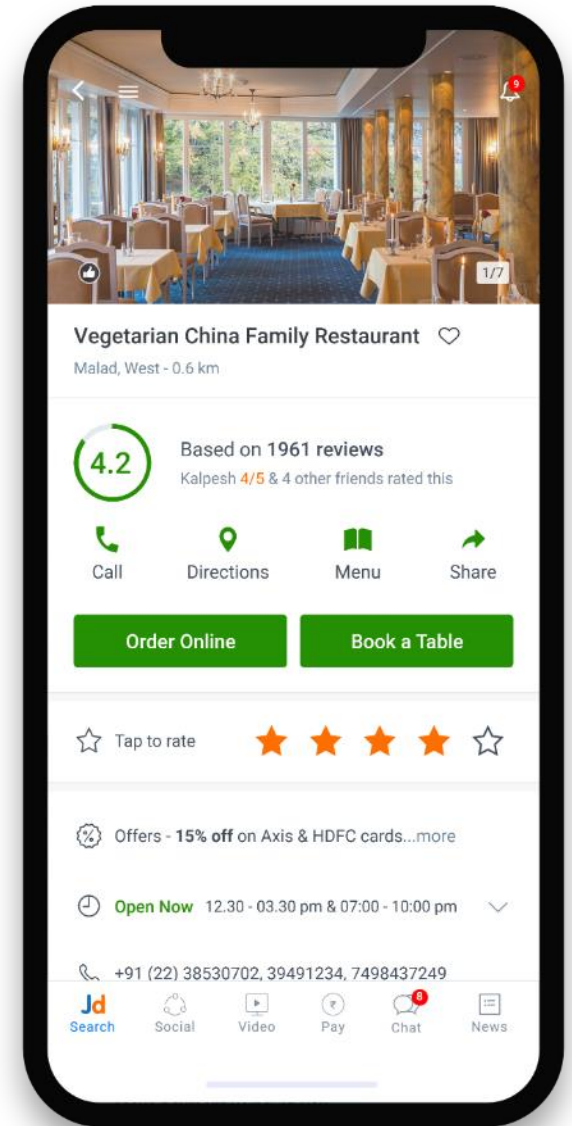 9
1/7
Vegetarian China Family Restaurant
Malad, West - 0.6 km
4.2
Based on 1961 reviews
Kalpesh 4/5 & 4 other friends rated this
Call Directions Menu Share
Order Online Book a Table
Tap to rate
Offers - 15% off on Axis & HDFC cards...more
Open Now 12.30 - 03.30 pm & 07:00 - 10:00 pm
+91 (22) 38530702, 39491234, 7498437249
Jd ₹ 8
Search Social Video Pay Chat News